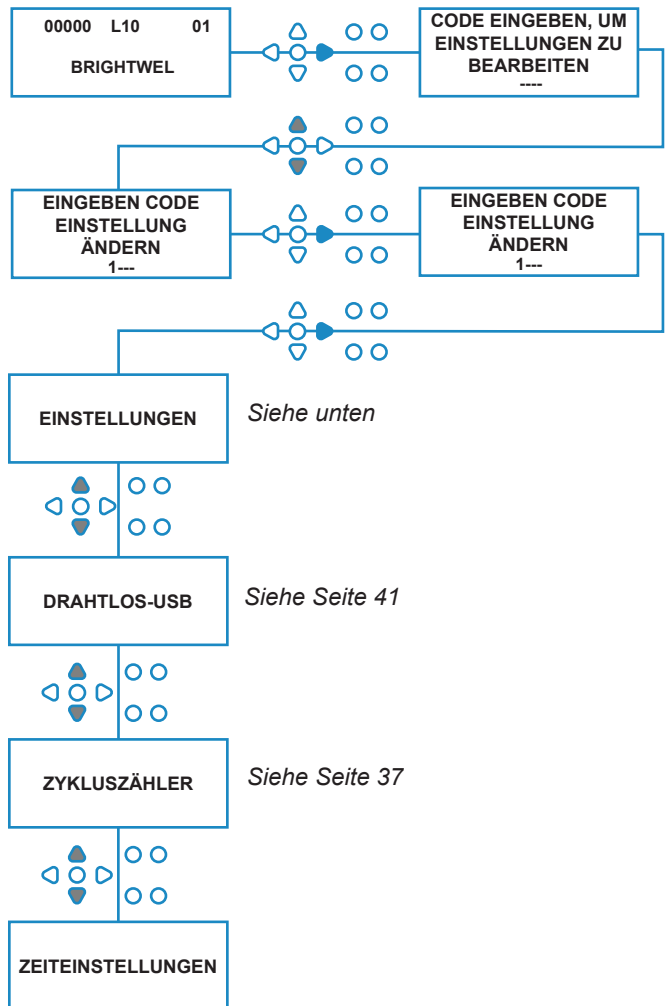 00000 L10 01
BRIGHTWEL
CODE EINGEBEN, UM
EINSTELLUNGEN ZU
BEARBEITEN
----
EINGEBEN CODE
EINSTELLUNG
ÄNDERN
1---
EINGEBEN CODE
EINSTELLUNG
ÄNDERN
1---
EINSTELLUNGEN
Siehe unten
DRAHTLOS-USB
Siehe Seite 41
ZYKLUSZÄHLER
Siehe Seite 37
ZEITEINSTELLUNGEN